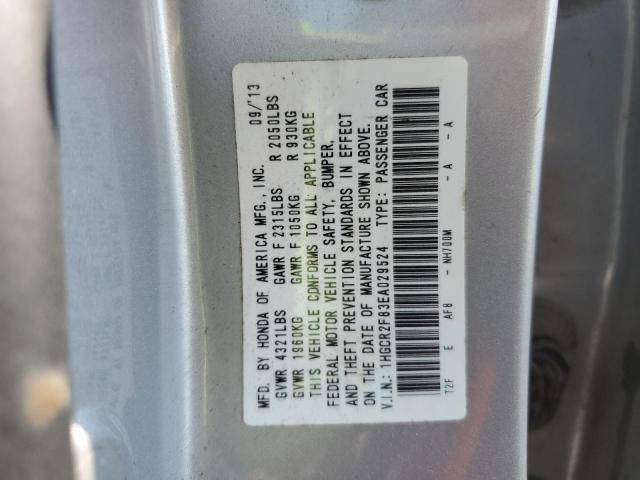 MFD. BY HONDA OF AMERICA MFG., INC. 09/'13
GVWR 4321LBS GAWR F 2315LBS R 2050LBS
GVWR 1960KG GAWR F 1050KG R 930KG
THIS VEHICLE CONFORMS TO ALL APPLICABLE
FEDERAL MOTOR VEHICLE SAFETY, BUMPER,
AND THEFT PREVENTION STANDARDS IN EFFECT
ON THE DATE OF MANUFACTURE SHOWN ABOVE.
V.I.N.: 1HGCR2F83EA029524 TYPE: PASSENGER CAR
T2F E AF8 - NH700M - A - A